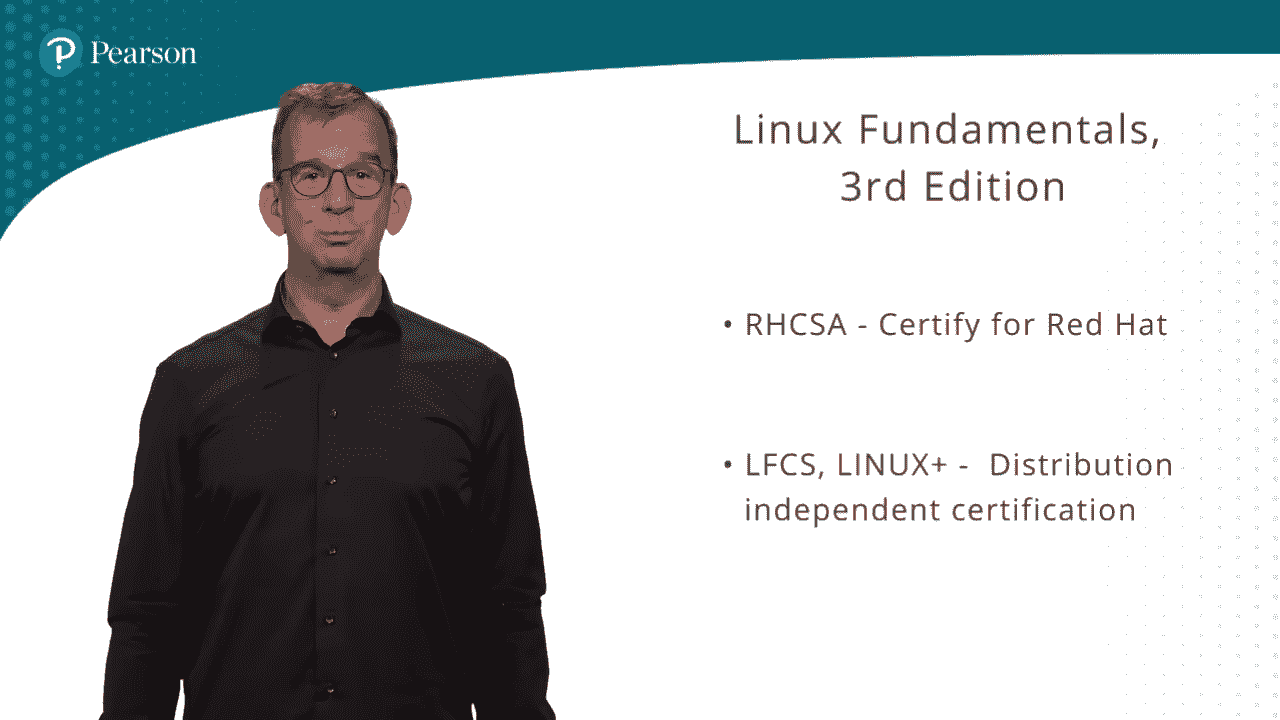 Pearson
Linux Fundamentals,
3rd Edition
• RHCSA - Certify for Red Hat
• LFCS, LINUX+ - Distribution
independent certification